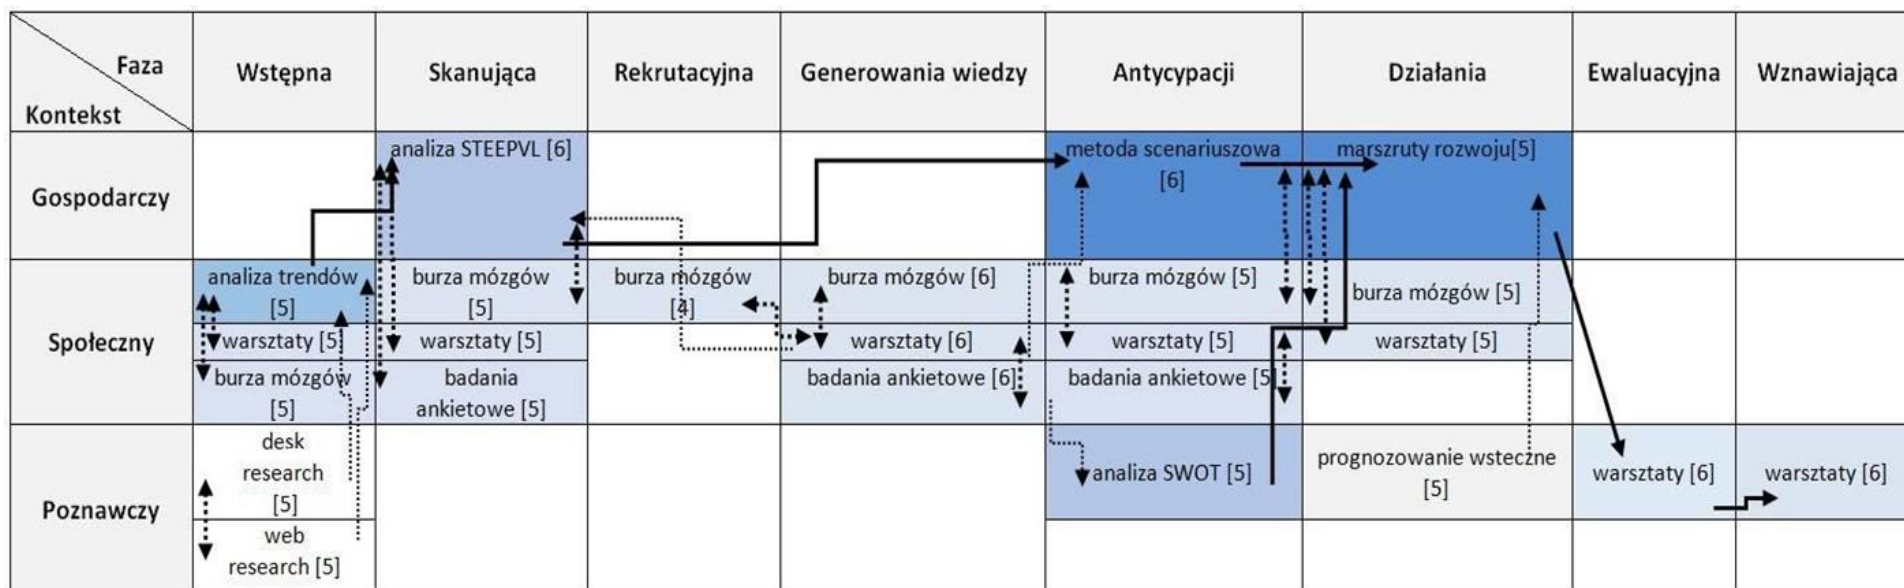 Faza
Kontekst
Wstępna
Skanująca
Rekrutacyjna
Generowania wiedzy
Antycypacji
Działania
Ewaluacyjna
Wznawiająca
Gospodarczy
analiza STEEPVL [6]
metoda scenariuszowa
[6]
marszruty rozwoju[5]
Społeczny
analiza trendów
[5]
burza mózgów
[5]
burza mózgów
[4]
burza mózgów [6]
burza mózgów [5]
burza mózgów [5]
warsztaty [5]
warsztaty [5]
warsztaty [6]
warsztaty [5]
warsztaty [5]
burza mózgów
[5]
badania
ankietowe [5]
badania ankietowe [6]
badania ankietowe [5]
Poznawczy
desk
research
[5]
analiza SWOT [5]
prognozowanie wsteczne
[5]
warsztaty [6]
warsztaty [6]
web
research [5]